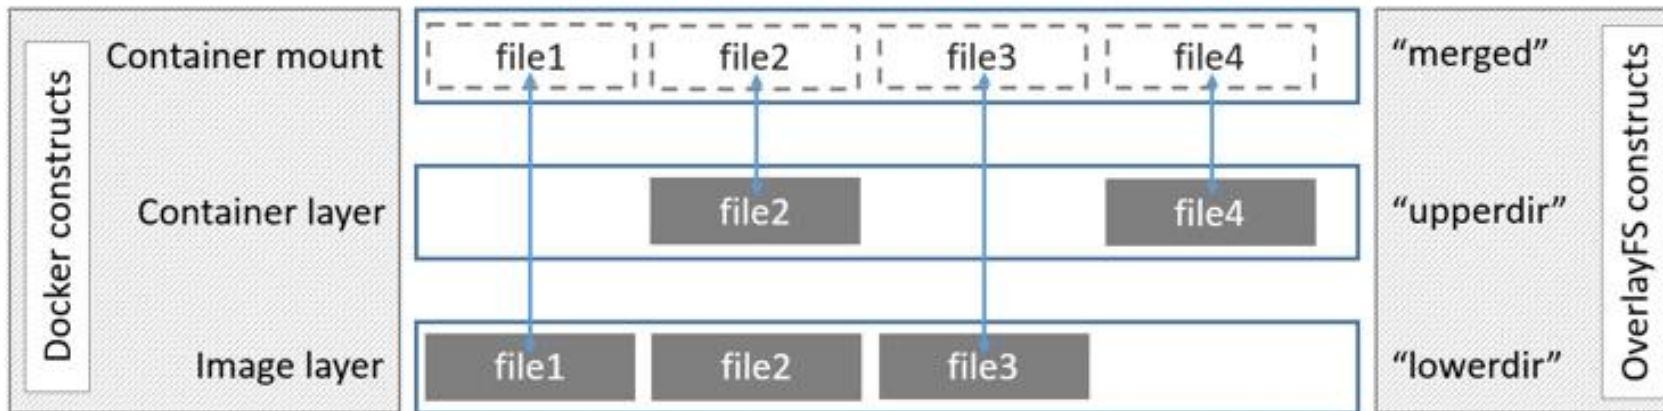 Docker constructs
Container mount
file1
file2
file3
file4
“merged”
Container layer
file2
file4
“upperdir”
Image layer
file1
file2
file3
“lowerdir”
OverlayFS constructs